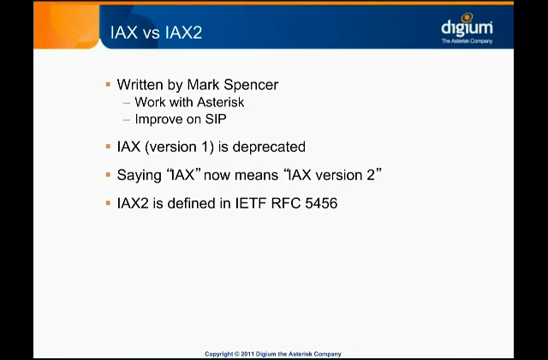 IAX vs IAX2
digium
The Asterisk Company
Written by Mark Spencer
– Work with Asterisk
– Improve on SIP
IAX (version 1) is deprecated
Saying “IAX” now means “IAX version 2”
IAX2 is defined in IETF RFC 5456
Copyright © 2011 Digium the Asterisk Company